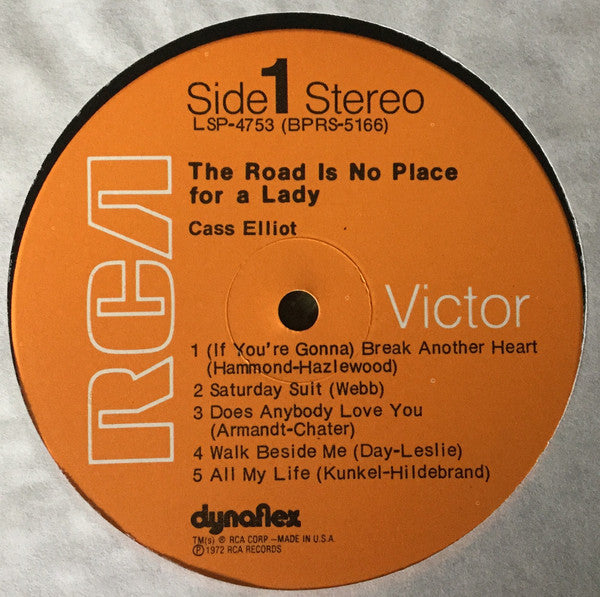 Side 1 Stereo
LSP-4753 (BPRS-5166)
The Road Is No Place
for a Lady
Cass Elliot
RCA
Victor
1 (If You're Gonna) Break Another Heart
(Hammond-Hazlewood)
2 Saturday Suit (Webb)
3 Does Anybody Love You
(Armandt-Chater)
4 Walk Beside Me (Day-Leslie)
5 All My Life (Kunkel-Hildebrand)
dynaflex
TM(s) ® RCA CORP—MADE IN U.S.A.
Ⓟ 1972 RCA RECORDS